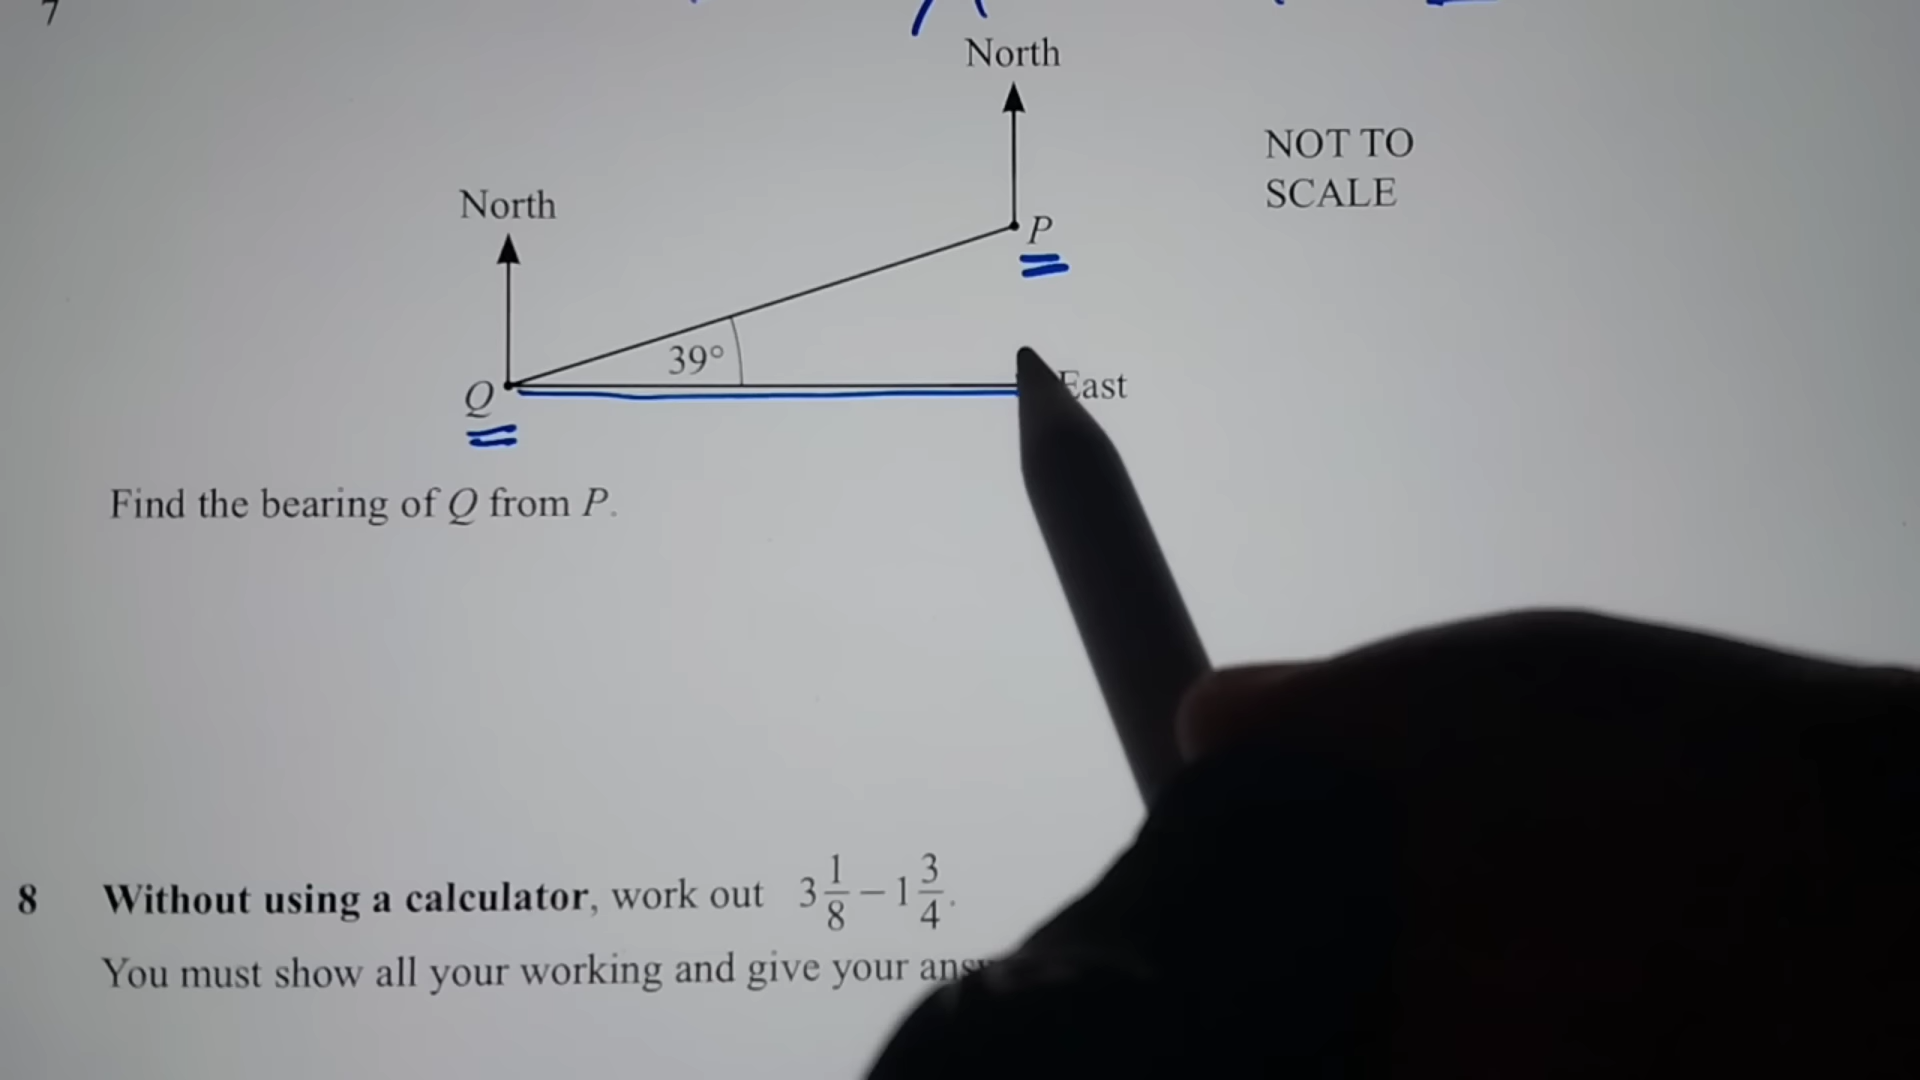 7
North
NOT TO
SCALE
North
P
39°
Q
East
Find the bearing of Q from P.
8 Without using a calculator, work out 3 1/8 − 1 3/4.
You must show all your working and give your